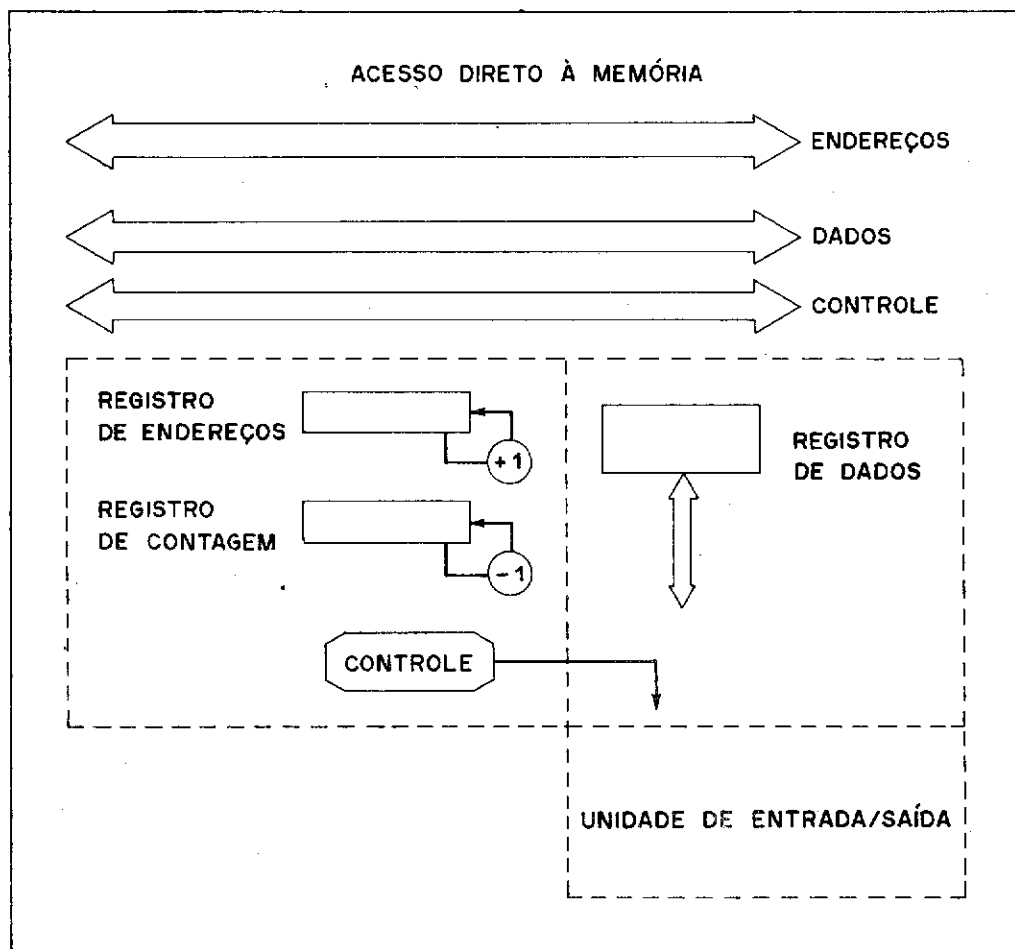 ACESSO DIRETO À MEMÓRIA
ENDEREÇOS
DADOS
CONTROLE
REGISTRO
DE ENDEREÇOS
+1
REGISTRO
DE DADOS
REGISTRO
DE CONTAGEM
-1
CONTROLE
UNIDADE DE ENTRADA/SAÍDA